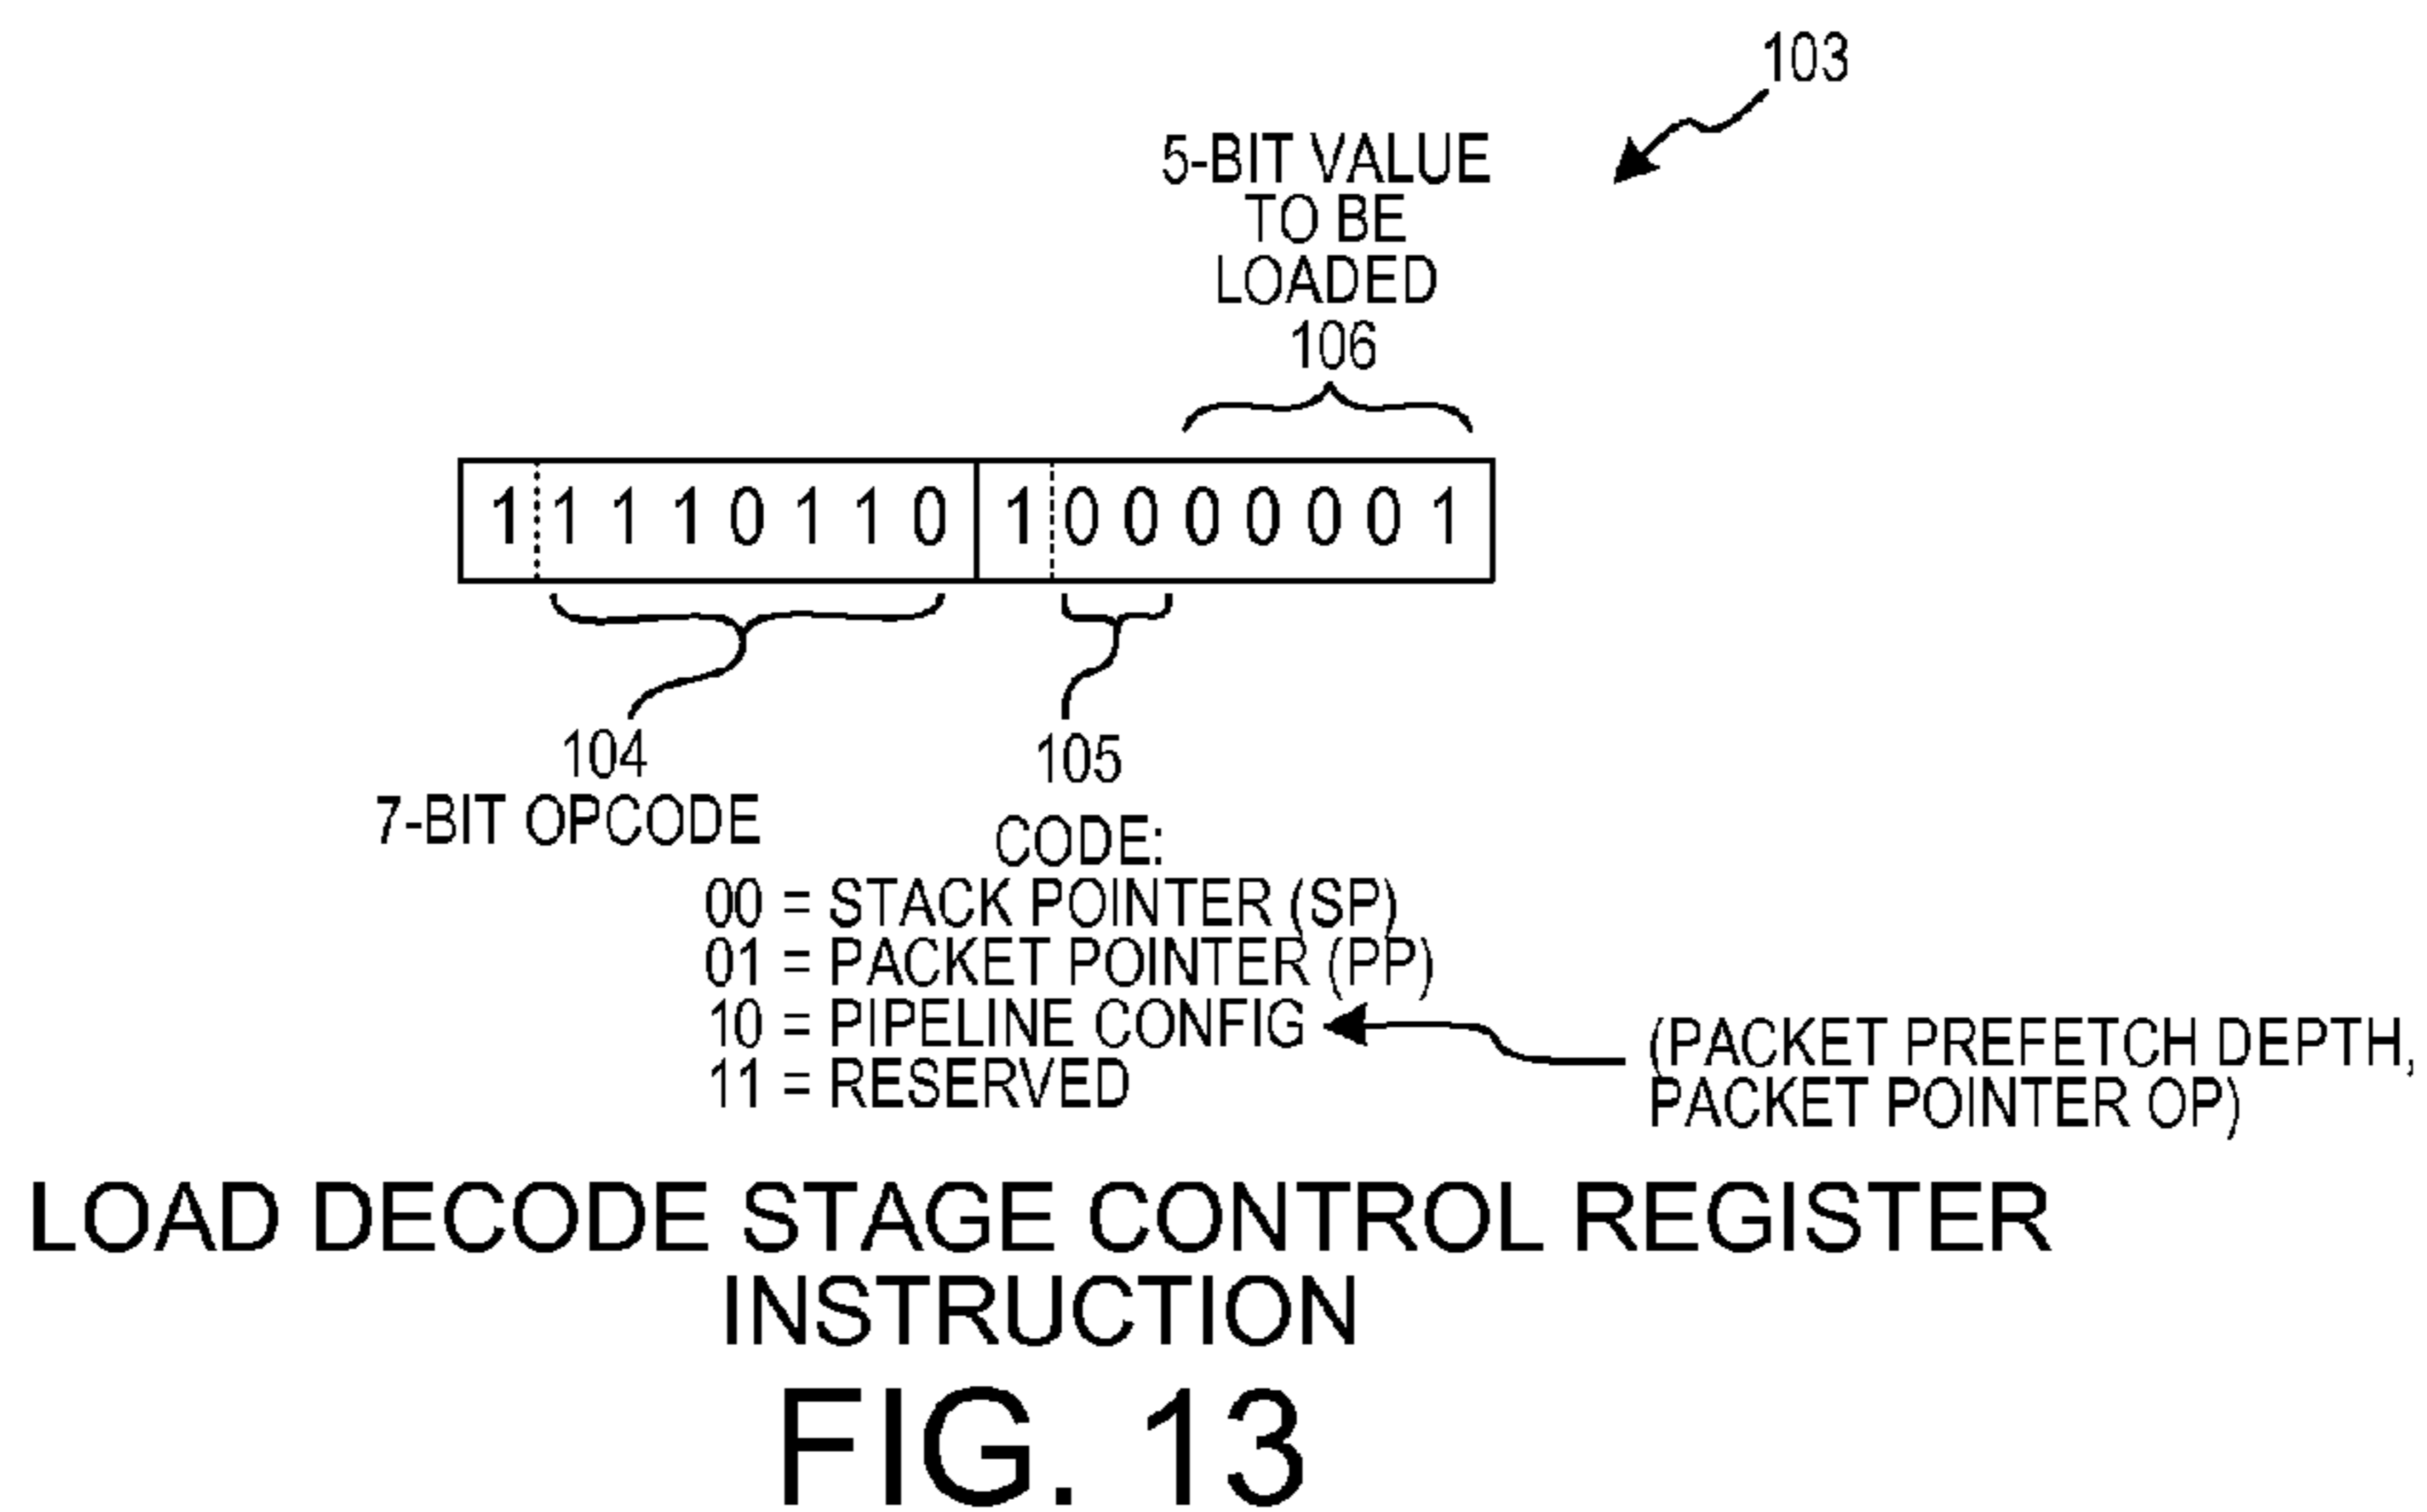 103
5-BIT VALUE
TO BE
LOADED
106
1 1 1 1 0 1 1 0 1 0 0 0 0 0 0 1
104
7-BIT OPCODE
105
CODE:
00 = STACK POINTER (SP)
01 = PACKET POINTER (PP)
10 = PIPELINE CONFIG
11 = RESERVED
(PACKET PREFETCH DEPTH,
PACKET POINTER OP)
LOAD DECODE STAGE CONTROL REGISTER
INSTRUCTION
FIG. 13